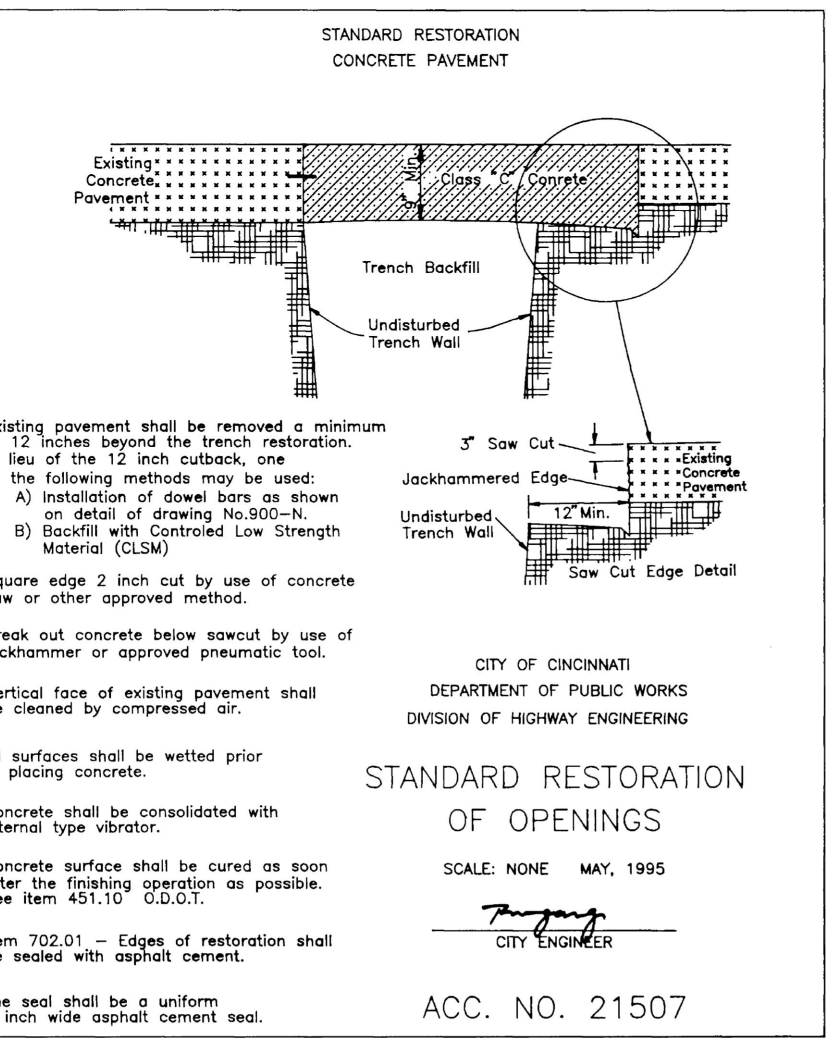 STANDARD RESTORATION
CONCRETE PAVEMENT
Existing
Concrete
Pavement
9" Min.
Class "C" Conrete
Trench Backfill
Undisturbed
Trench Wall
xisting pavement shall be removed a minimum
12 inches beyond the trench restoration.
lieu of the 12 inch cutback, one
the following methods may be used:
A) Installation of dowel bars as shown
on detail of drawing No.900-N.
B) Backfill with Controled Low Strength
Material (CLSM)
quare edge 2 inch cut by use of concrete
aw or other approved method.
reak out concrete below sawcut by use of
ckhammer or approved pneumatic tool.
ertical face of existing pavement shall
e cleaned by compressed air.
l surfaces shall be wetted prior
placing concrete.
oncrete shall be consolidated with
ternal type vibrator.
oncrete surface shall be cured as soon
ter the finishing operation as possible.
ee item 451.10 O.D.O.T.
em 702.01 – Edges of restoration shall
e sealed with asphalt cement.
he seal shall be a uniform
inch wide asphalt cement seal.
3" Saw Cut
Existing
Concrete
Pavement
Jackhammered Edge
12" Min.
Undisturbed
Trench Wall
Saw Cut Edge Detail
CITY OF CINCINNATI
DEPARTMENT OF PUBLIC WORKS
DIVISION OF HIGHWAY ENGINEERING
STANDARD RESTORATION
OF OPENINGS
SCALE: NONE MAY, 1995
CITY ENGINEER
ACC. NO. 21507